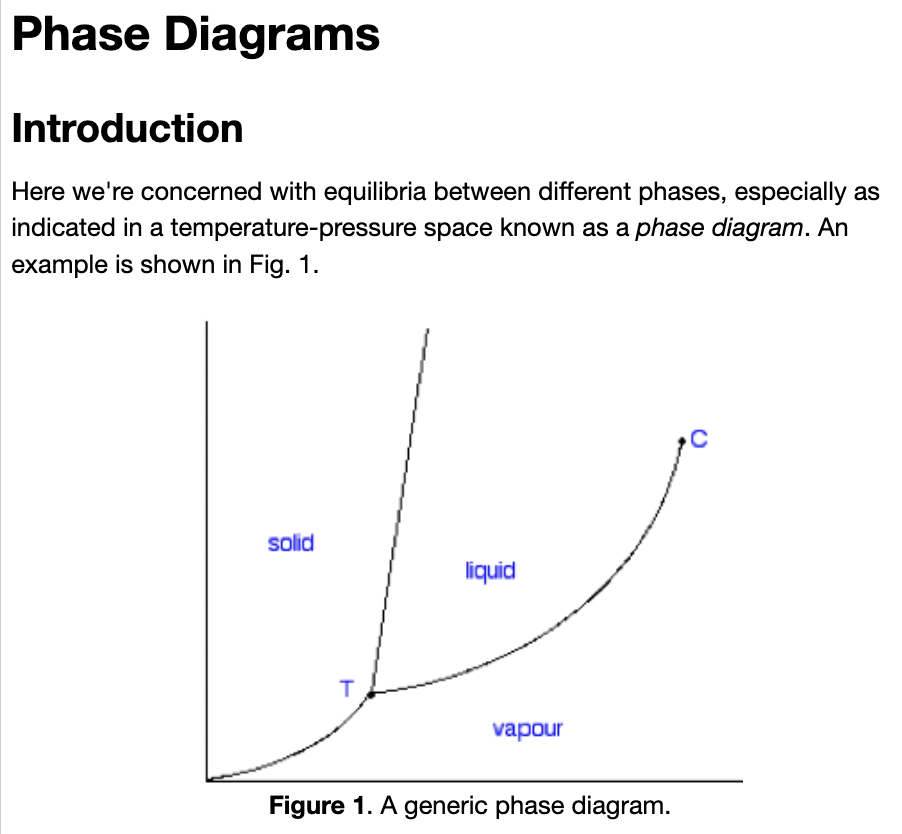 Phase Diagrams
Introduction
Here we're concerned with equilibria between different phases, especially as
indicated in a temperature-pressure space known as a phase diagram. An
example is shown in Fig. 1.
C
solid
liquid
T
vapour
Figure 1. A generic phase diagram.